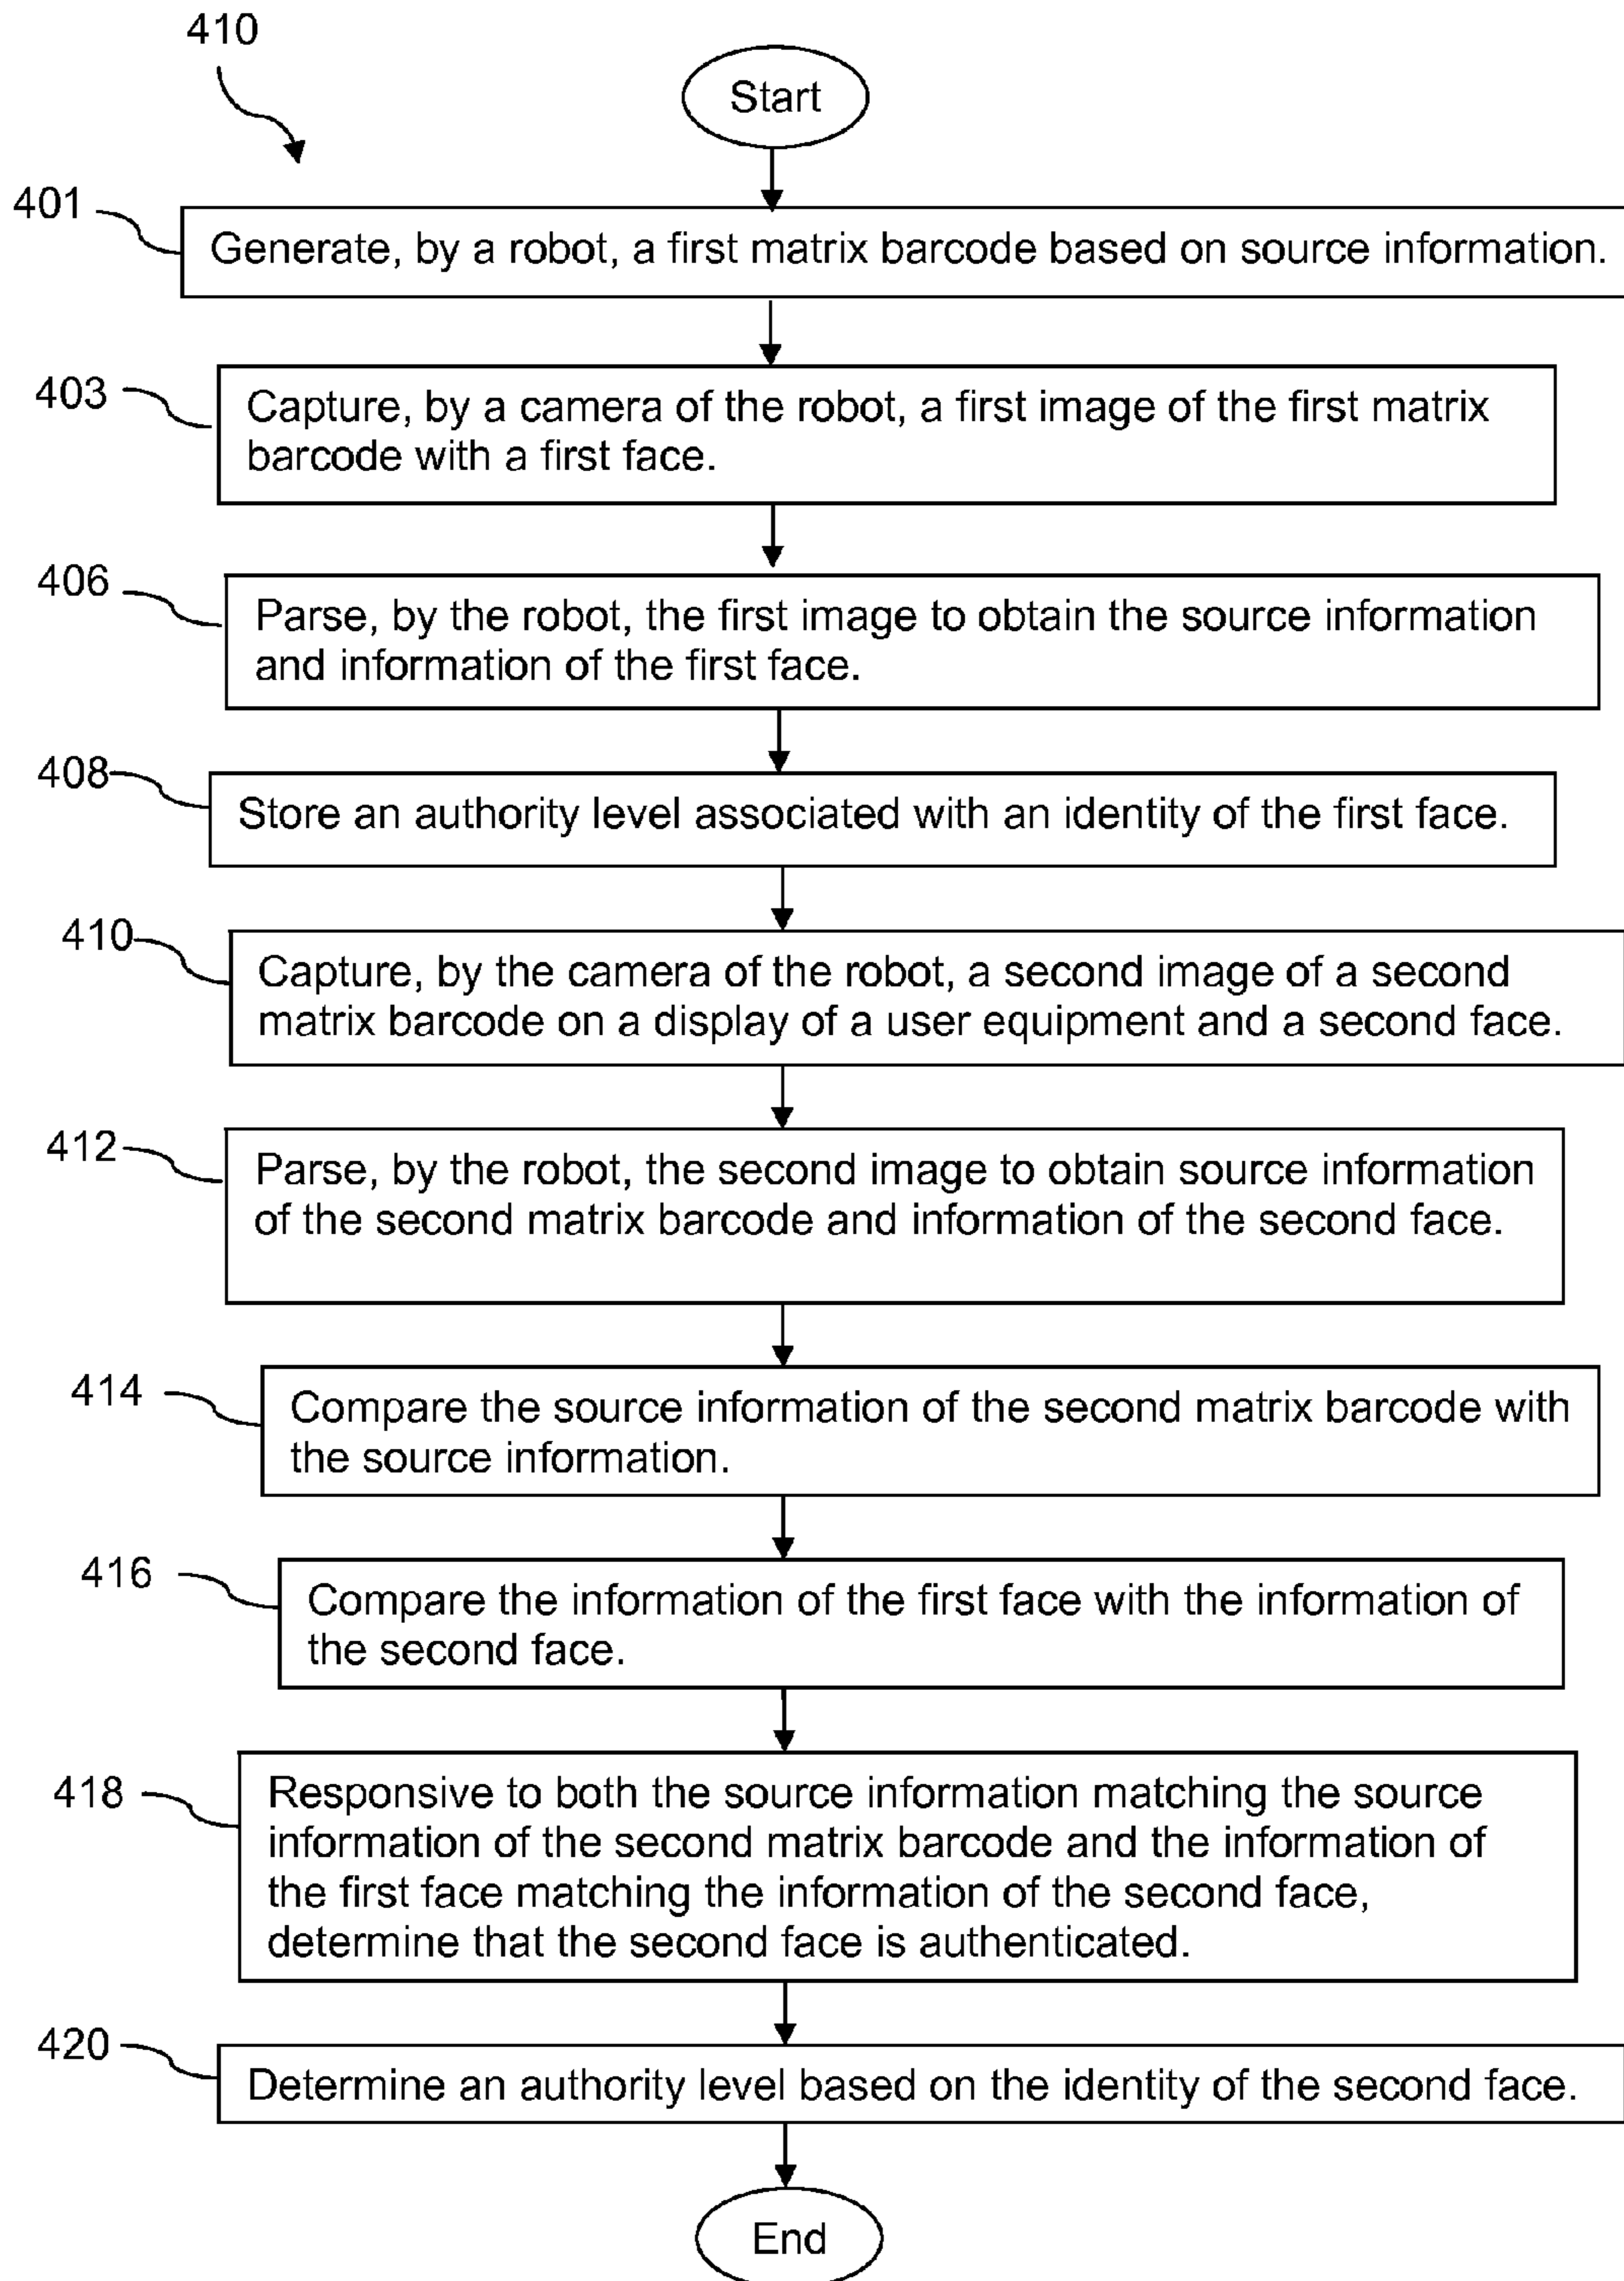 410
Start
401
Generate, by a robot, a first matrix barcode based on source information.
403
Capture, by a camera of the robot, a first image of the first matrix
barcode with a first face.
406
Parse, by the robot, the first image to obtain the source information
and information of the first face.
408
Store an authority level associated with an identity of the first face.
410
Capture, by the camera of the robot, a second image of a second
matrix barcode on a display of a user equipment and a second face.
412
Parse, by the robot, the second image to obtain source information
of the second matrix barcode and information of the second face.
414
Compare the source information of the second matrix barcode with
the source information.
416
Compare the information of the first face with the information of
the second face.
418
Responsive to both the source information matching the source
information of the second matrix barcode and the information of
the first face matching the information of the second face,
determine that the second face is authenticated.
420
Determine an authority level based on the identity of the second face.
End